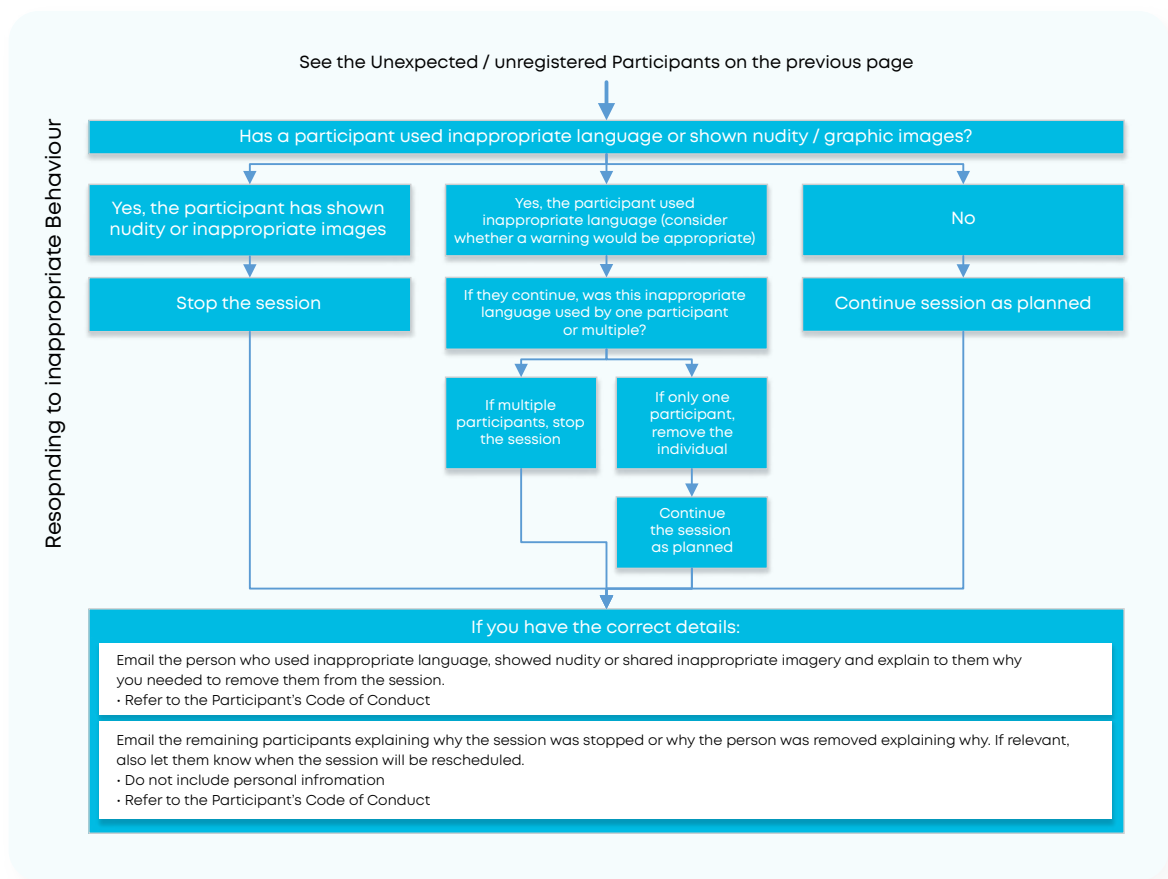 See the Unexpected / unregistered Participants on the previous page
Resopnding to inappropriate Behaviour
Has a participant used inappropriate language or shown nudity / graphic images?
Yes, the participant has shown
nudity or inappropriate images
Yes, the participant used
inappropriate language (consider
whether a warning would be appropriate)
No
Stop the session
If they continue, was this inappropriate
language used by one participant
or multiple?
Continue session as planned
If multiple
participants, stop
the session
If only one
participant,
remove the
individual
Continue
the session
as planned
If you have the correct details:
Email the person who used inappropriate language, showed nudity or shared inappropriate imagery and explain to them why
you needed to remove them from the session.
• Refer to the Participant's Code of Conduct
Email the remaining participants explaining why the session was stopped or why the person was removed explaining why. If relevant,
also let them know when the session will be rescheduled.
• Do not include personal infromation
• Refer to the Participant's Code of Conduct